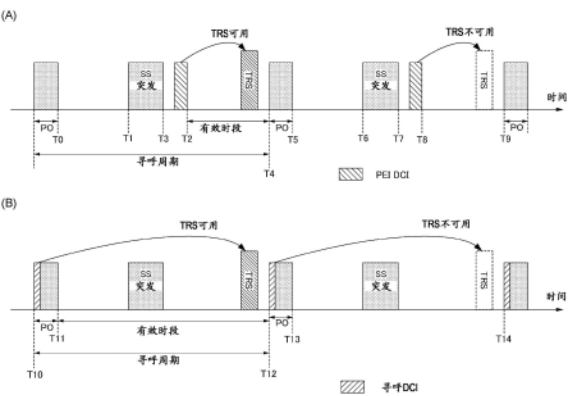 (A)
TRS可用
TRS不可用
SS
突发
TRS
SS
突发
TRS
时间
PO
T0
T1
T3
T2
有效时段
PO
T5
T6
T7
T8
T9
PO
寻呼周期
T4
PEI DCI
(B)
TRS可用
TRS不可用
SS
突发
TRS
SS
突发
TRS
时间
PO
T11
有效时段
PO
T13
T14
寻呼周期
T10
T12
寻呼DCI